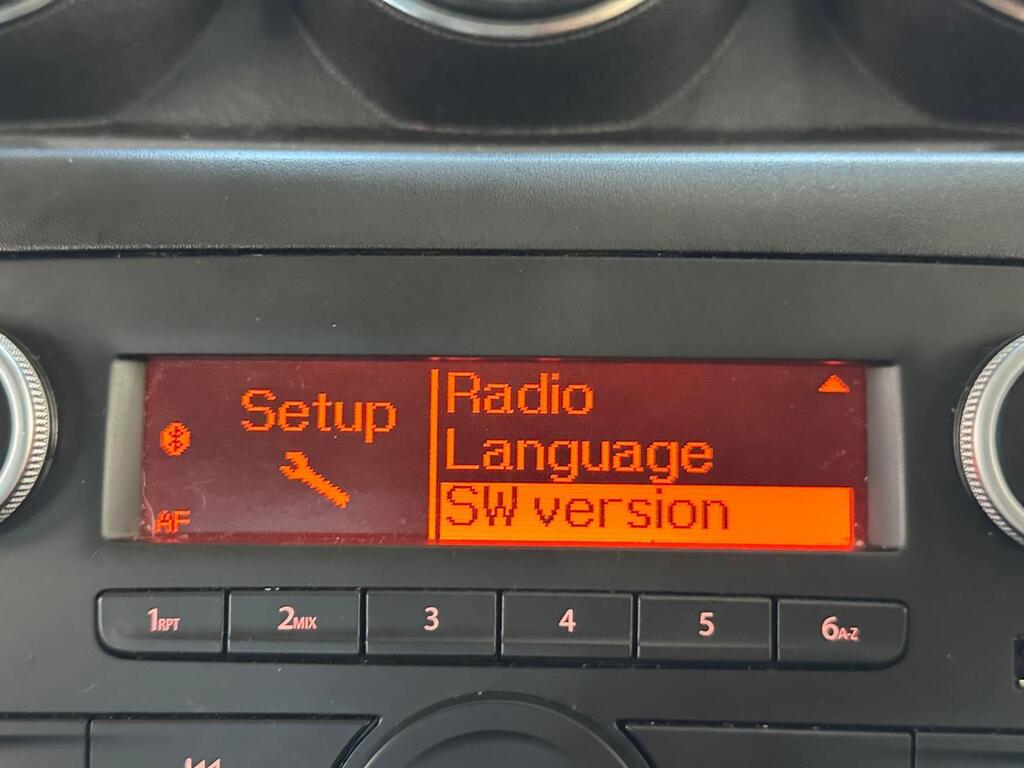 Setup
AF
Radio
Language
SW version
1RPT 2MIX 3 4 5 6A-Z